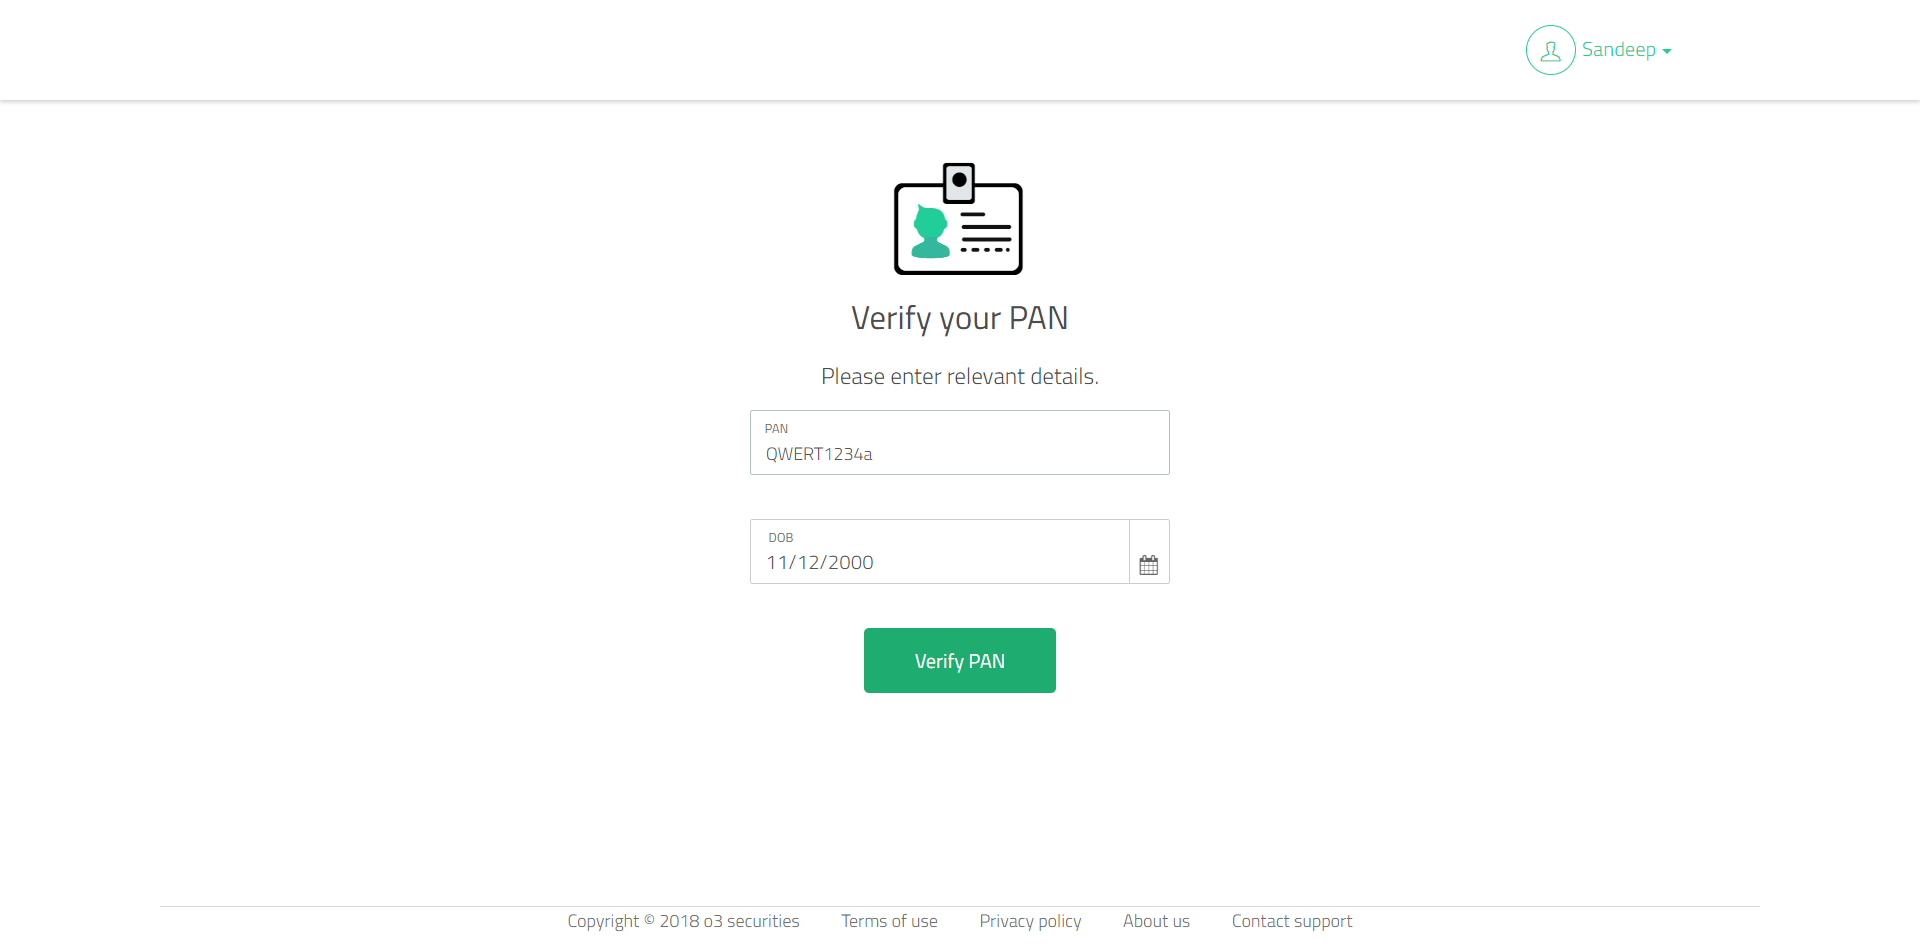 Sandeep
Verify your PAN
Please enter relevant details.
PAN
QWERT1234a
DOB
11/12/2000
Verify PAN
Copyright © 2018 o3 securities Terms of use Privacy policy About us Contact support